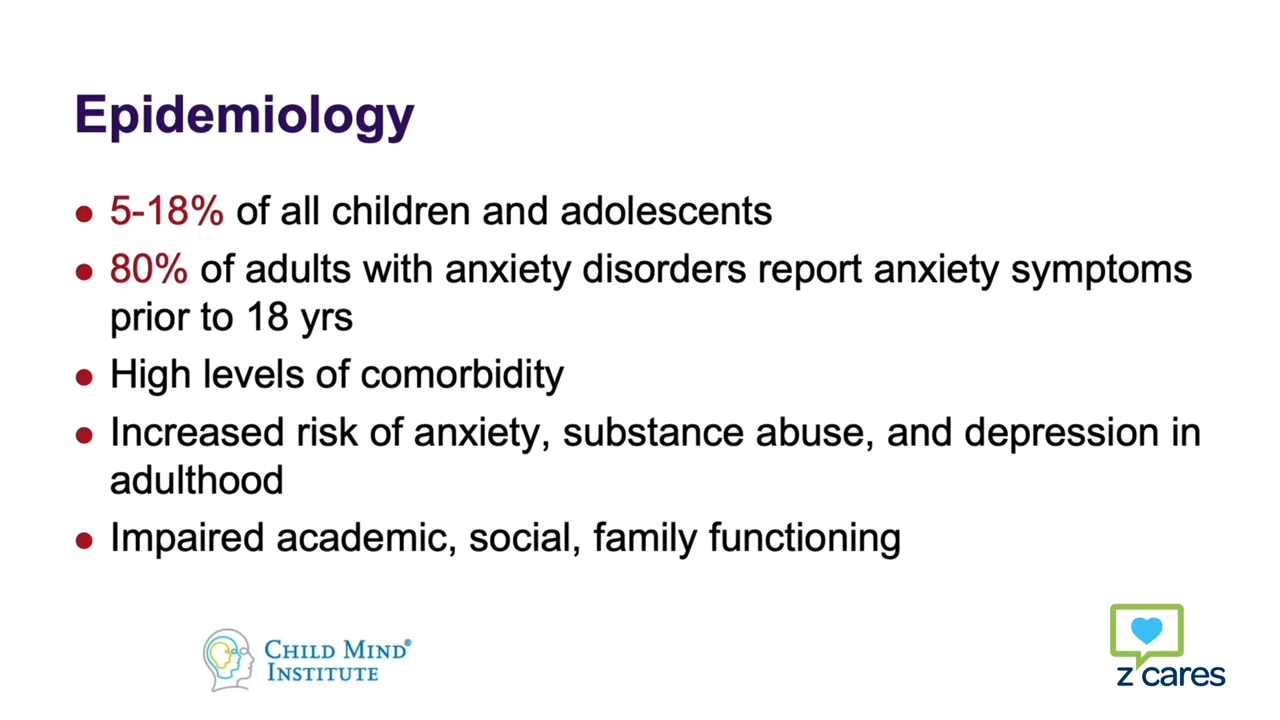 Epidemiology
● 5-18% of all children and adolescents
● 80% of adults with anxiety disorders report anxiety symptoms
prior to 18 yrs
● High levels of comorbidity
● Increased risk of anxiety, substance abuse, and depression in
adulthood
● Impaired academic, social, family functioning
CHILD MIND®
INSTITUTE
z cares